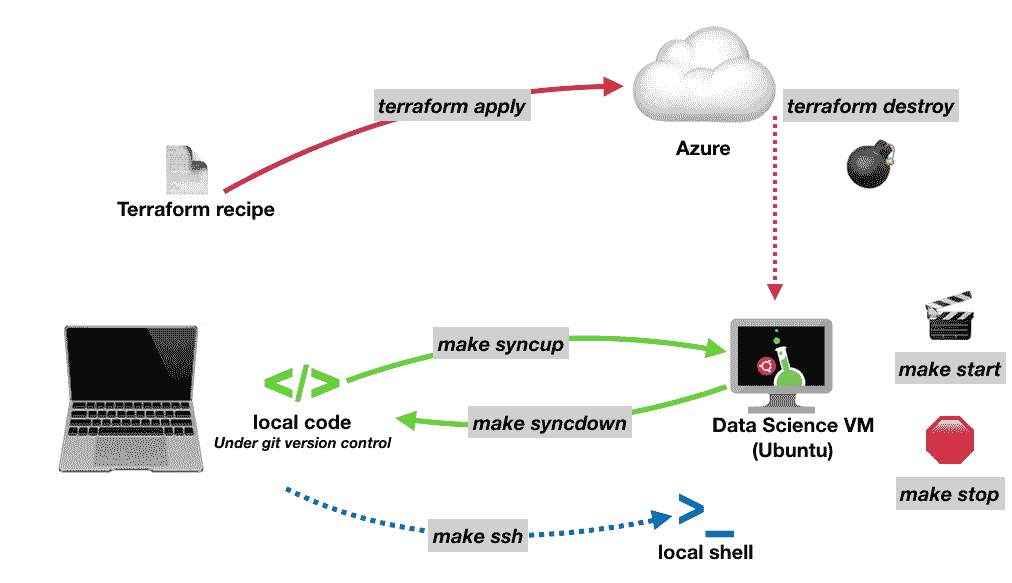 terraform apply
terraform destroy
Azure
Terraform recipe
make syncup
make start
</>
local code
Under git version control
make syncdown
Data Science VM
(Ubuntu)
make stop
>_
make ssh
local shell